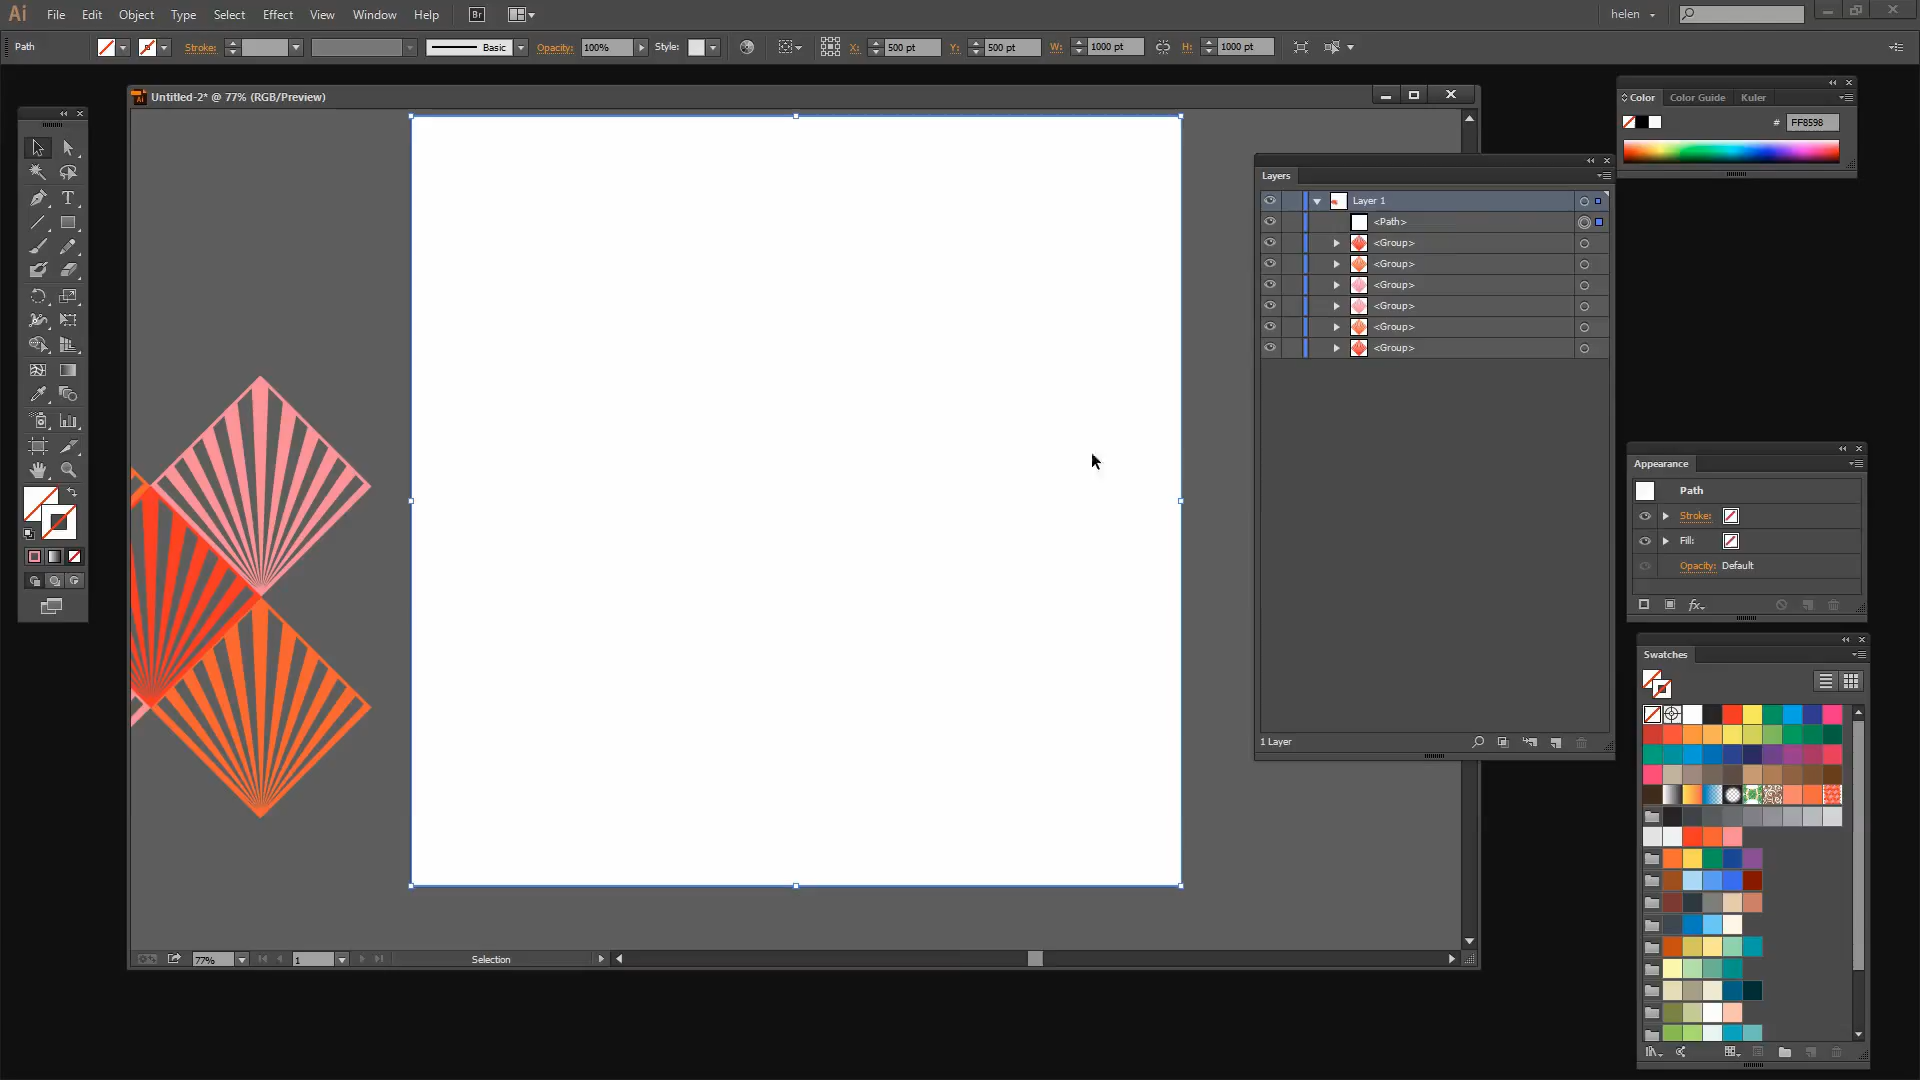 Ai File Edit Object Type Select Effect View Window Help Br helen
Path Stroke: Basic Opacity: 100% Style: X: 500 pt Y: 500 pt W: 1000 pt H: 1000 pt
Untitled-2* @ 77% (RGB/Preview)
Color Color Guide Kuler
# FF8598
Layers
Layer 1
<Path>
<Group>
<Group>
<Group>
<Group>
<Group>
<Group>
1 Layer
Appearance
Path
Stroke:
Fill:
Opacity: Default
fx
Swatches
77% 1 Selection